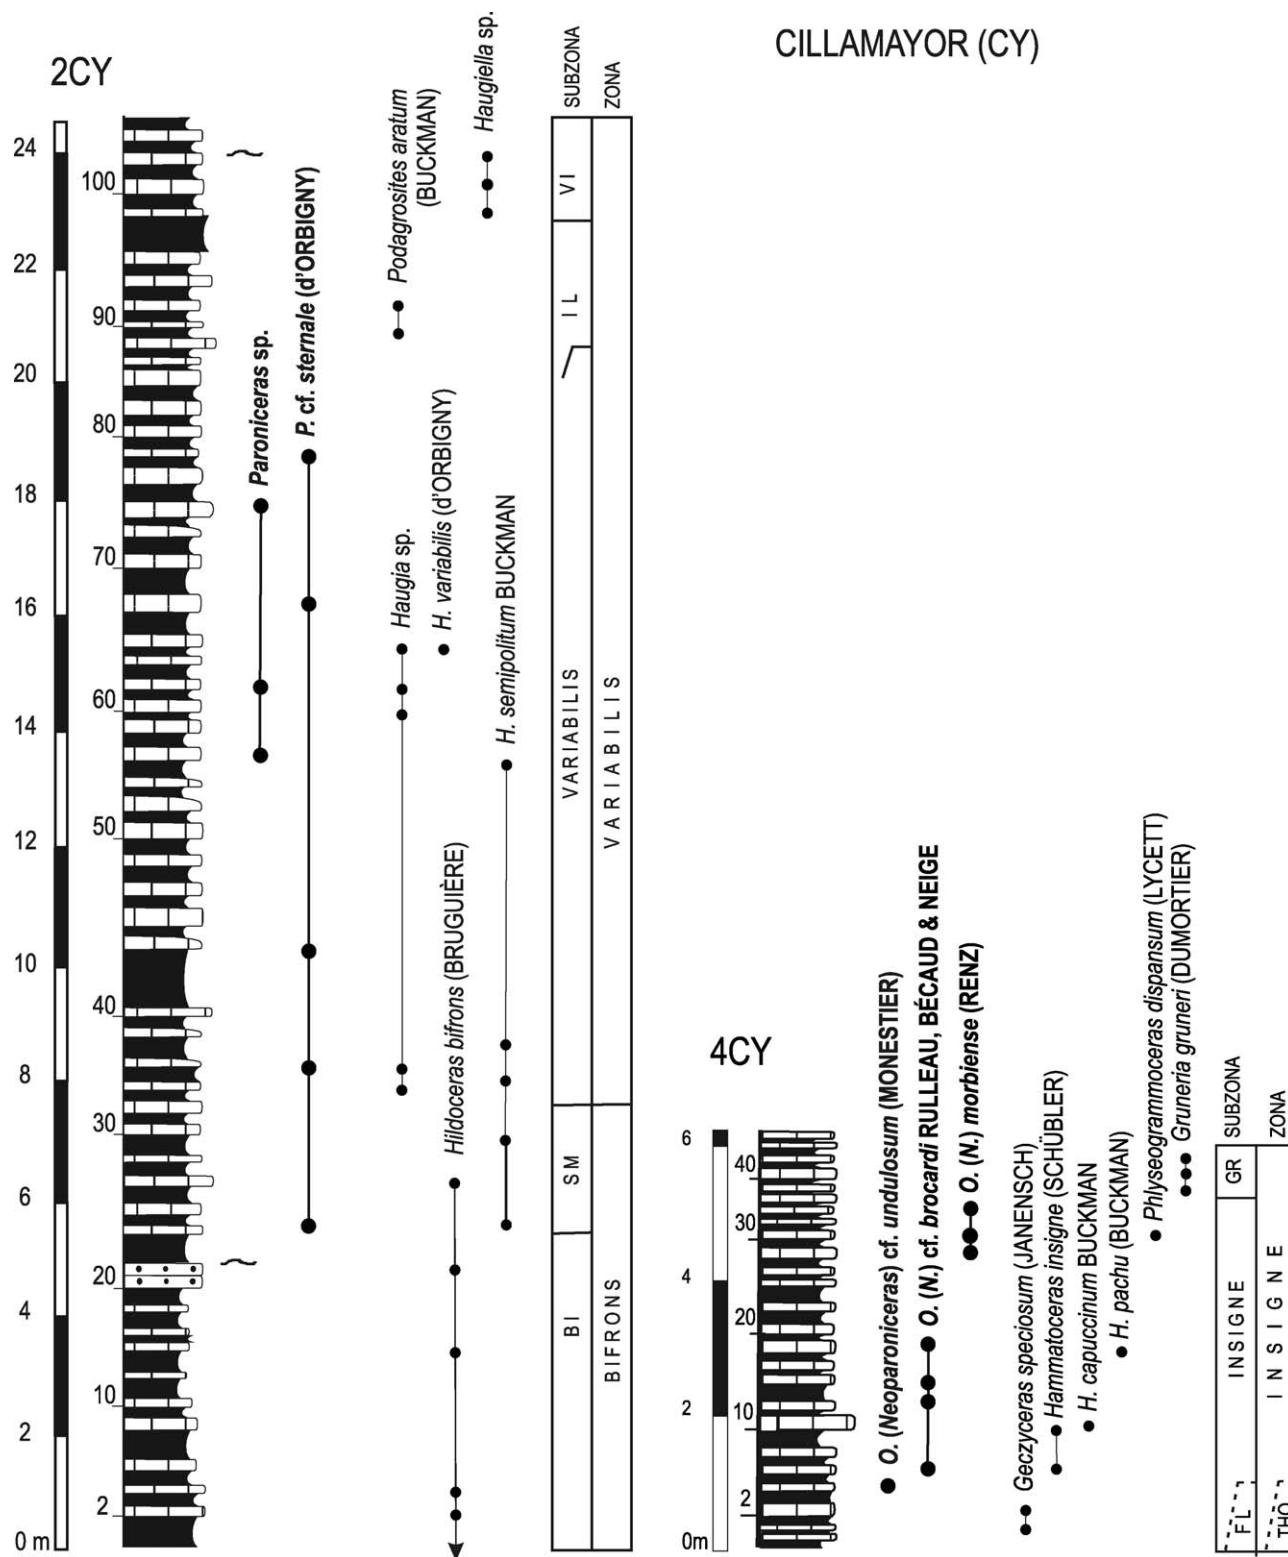 CILLAMAYOR (CY)
2CY
24
22
20
18
16
14
12
10
8
6
4
2
0 m
100
90
80
70
60
50
40
30
20
10
2
Paroniceras sp.
P. cf. sternale (d'ORBIGNY)
Podagrosites aratum
(BUCKMAN)
Haugiella sp.
Haugia sp.
H. variabilis (d'ORBIGNY)
Hildoceras bifrons (BRUGUIÈRE)
H. semipolitum BUCKMAN
SUBZONA
ZONA
VI
IL
VARIABILIS
VARIABILIS
SM
BI
BIFRONS
4CY
6
4
2
0m
40
30
20
10
2
O. (Neoparoniceras) cf. undulosum (MONESTIER)
O. (N.) cf. brocardi RULLEAU, BÉCAUD & NEIGE
O. (N.) morbiense (RENZ)
Geczyceras speciosum (JANENSCH)
Hammatoceras insigne (SCHÜBLER)
H. capuccinum BUCKMAN
H. pachu (BUCKMAN)
Phlyseogrammoceras dispansum (LYCETT)
Gruneria gruneri (DUMORTIER)
SUBZONA
ZONA
GR
INSIGNE
INSIGNE
FL
THO